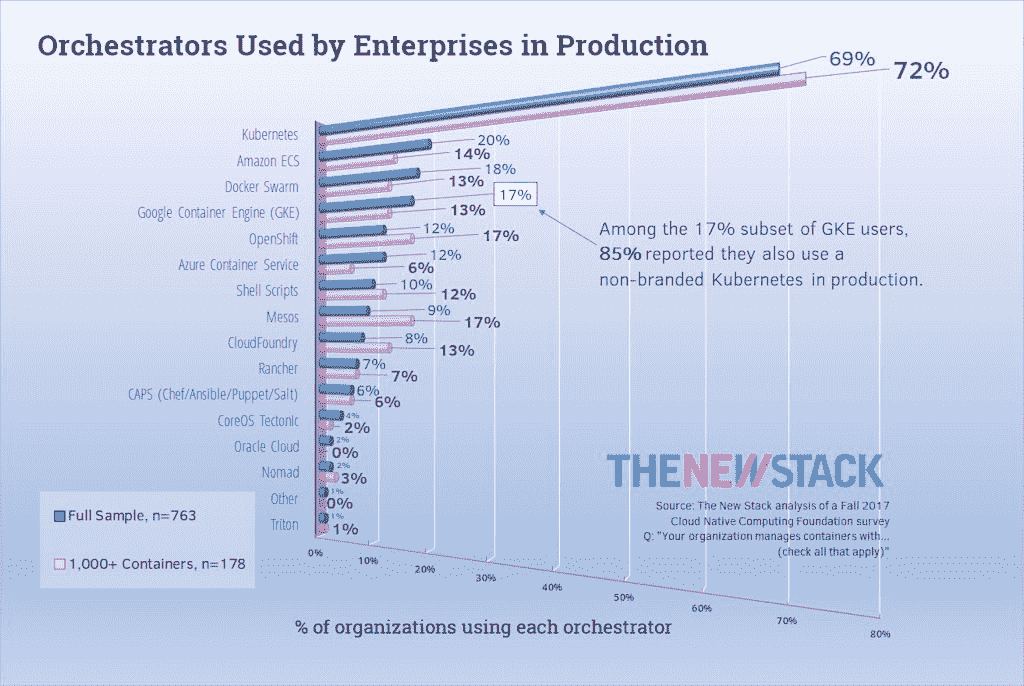 Orchestrators Used by Enterprises in Production
69%
72%
Kubernetes
20%
14%
Amazon ECS
18%
13%
Docker Swarm
17%
13%
Google Container Engine (GKE)
12%
17%
OpenShift
12%
6%
Azure Container Service
10%
12%
Shell Scripts
9%
17%
Mesos
8%
13%
CloudFoundry
7%
7%
Rancher
6%
6%
CAPS (Chef/Ansible/Puppet/Salt)
4%
2%
CoreOS Tectonic
2%
0%
Oracle Cloud
2%
3%
Nomad
1%
0%
Other
1%
1%
Triton
Among the 17% subset of GKE users,
85% reported they also use a
non-branded Kubernetes in production.
THENEWSTACK
Source: The New Stack analysis of a Fall 2017
Cloud Native Computing Foundation survey
Q: "Your organization manages containers with...
(check all that apply)"
Full Sample, n=763
1,000+ Containers, n=178
0%
10%
20%
30%
40%
50%
60%
70%
80%
% of organizations using each orchestrator